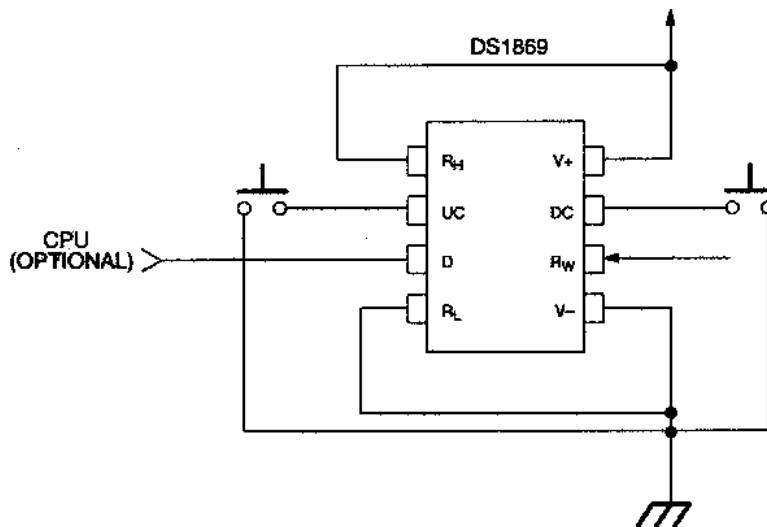 DS1869
RH
V+
UC
DC
CPU
(OPTIONAL)
D
RW
RL
V–